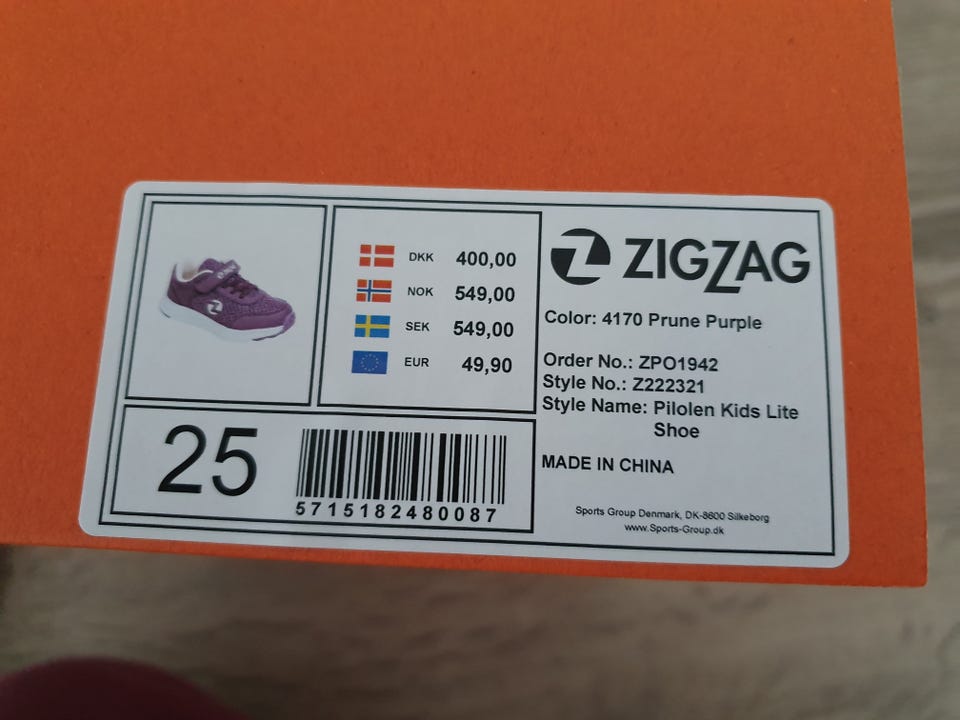 DKK 400,00
NOK 549,00
SEK 549,00
EUR 49,90
ZIGZAG
Color: 4170 Prune Purple
Order No.: ZPO1942
Style No.: Z222321
Style Name: Pilolen Kids Lite
Shoe
MADE IN CHINA
Sports Group Denmark, DK-8600 Silkeborg
www.Sports-Group.dk
25
5715182480087